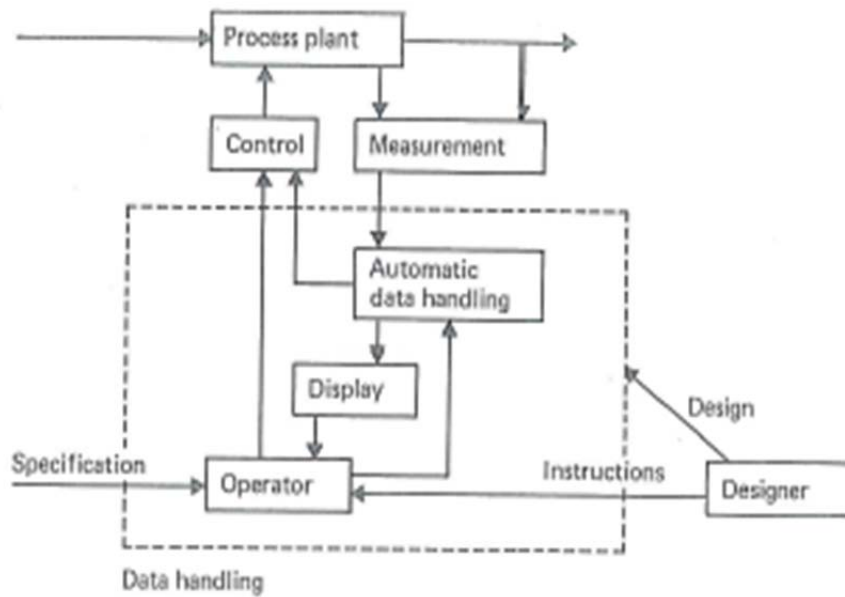 Process plant
Control
Measurement
Automatic
data handling
Display
Design
Specification
Operator
Instructions
Designer
Data handling